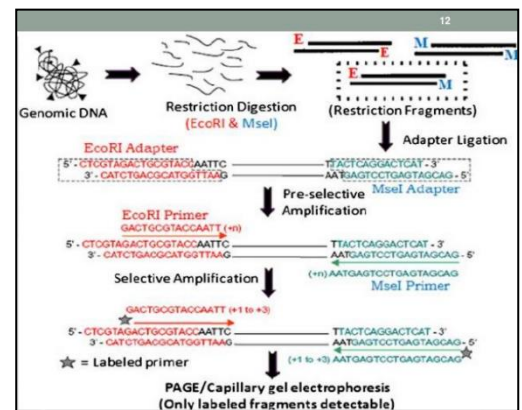 12
E E M M
E M
Genomic DNA
Restriction Digestion
(EcoRI & MseI)
(Restriction Fragments)
Adapter Ligation
EcoRI Adapter
5' - CTCGTAGACTGCGTACCAATTC TTACTCAGGACTCAT - 3'
3' - CATCTGACGCATGGTTAAG AATGAGTCCTGAGTAGCAG - 5'
MseI Adapter
Pre-selective
Amplification
EcoRI Primer
GACTGCGTACCAATT (+n)
5' - CTCGTAGACTGCGTACCAATTC TTACTCAGGACTCAT - 3'
3' - CATCTGACGCATGGTTAAG AATGAGTCCTGAGTAGCAG - 5'
(+n) AATGAGTCCTGAGTAGCAG
MseI Primer
Selective Amplification
GACTGCGTACCAATT (+1 to +3)
5' - CTCGTAGACTGCGTACCAATTC TTACTCAGGACTCAT - 3'
3' - CATCTGACGCATGGTTAAG AATGAGTCCTGAGTAGCAG - 5'
(+1 to +3) AATGAGTCCTGAGTAGCAG
= Labeled primer
PAGE/Capillary gel electrophoresis
(Only labeled fragments detectable)